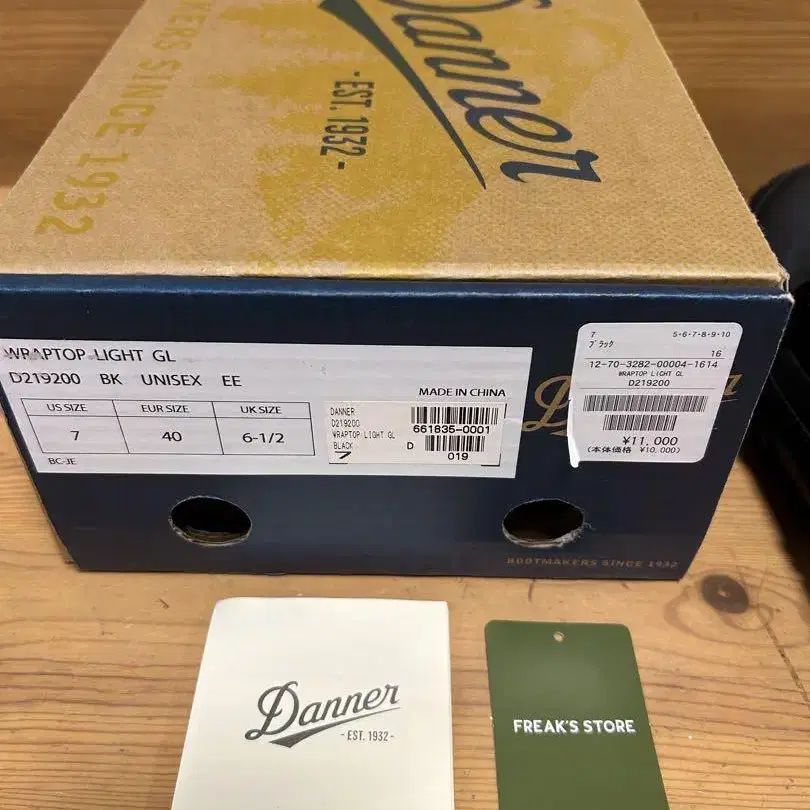 Danner
-EST. 1932-
KERS SINCE 1932
WRAPTOP LIGHT GL
D219200 BK UNISEX EE
MADE IN CHINA
US SIZE EUR SIZE UK SIZE
7 40 6-1/2
BC-JE
DANNER
D219200
WRAPTOP LIGHT GL
BLACK
7
661835-0001
D
019
7 5·6·7·8·9·10
ブラック
16
12-70-3282-00004-1614
WRAPTOP LIGHT GL
D219200
¥11,000
(本体価格 ¥10,000)
BOOTMAKERS SINCE 1932
Danner
-EST. 1932-
FREAK'S STORE